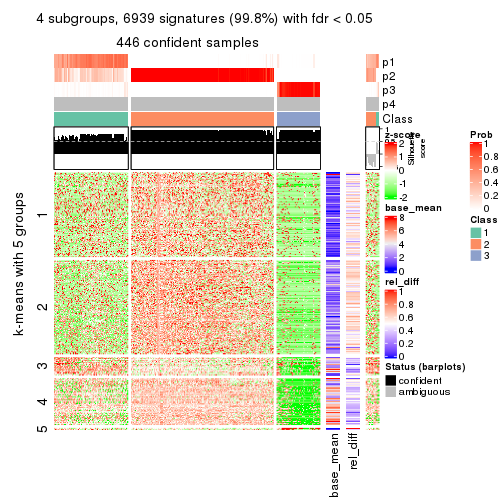 4 subgroups, 6939 signatures (99.8%) with fdr < 0.05
446 confident samples
p1
p2
p3
p4
Class
1
Silhouette
score
k-means with 5 groups
1
2
3
4
5
base_mean
rel_diff
z-score
2
1
0
-1
-2
base_mean
8
6
4
2
0
rel_diff
1
0.8
0.6
0.4
0.2
0
Status (barplots)
confident
ambiguous
Prob
1
0.8
0.6
0.4
0.2
0
Class
1
2
3